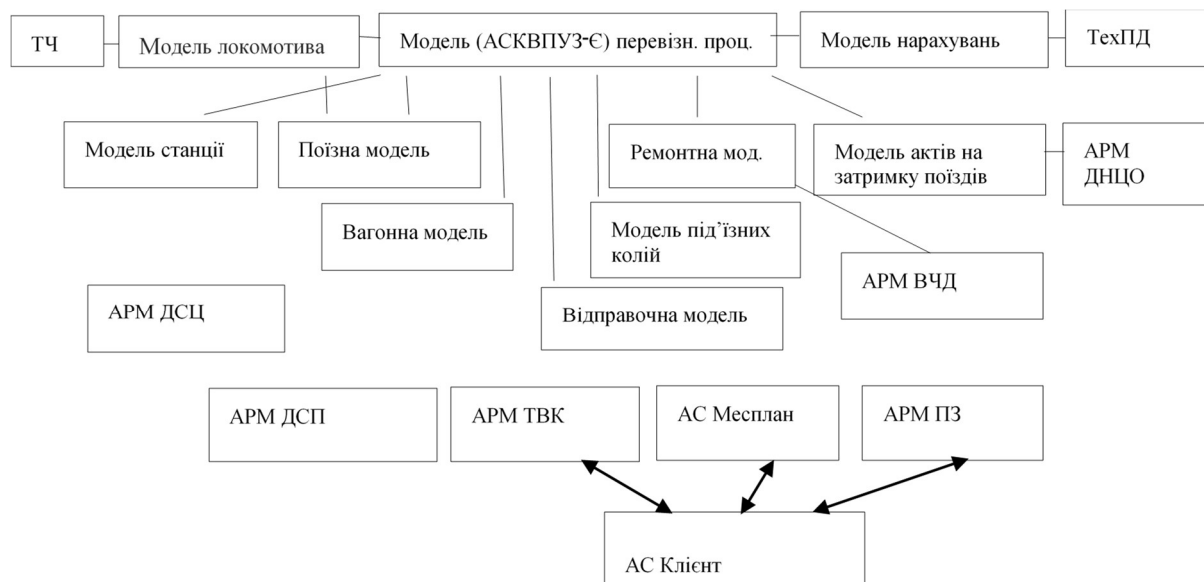 ТЧ
Модель локомотива
Модель (АСКВПУЗ-Є) перевізн. проц.
Модель нарахувань
ТехПД
Модель станції
Поїзна модель
Ремонтна мод.
Модель актів на
затримку поїздів
АРМ
ДНЦО
Вагонна модель
Модель під’їзних
колій
АРМ ВЧД
АРМ ДСЦ
Відправочна модель
АРМ ДСП
АРМ ТВК
АС Месплан
АРМ ПЗ
АС Клієнт